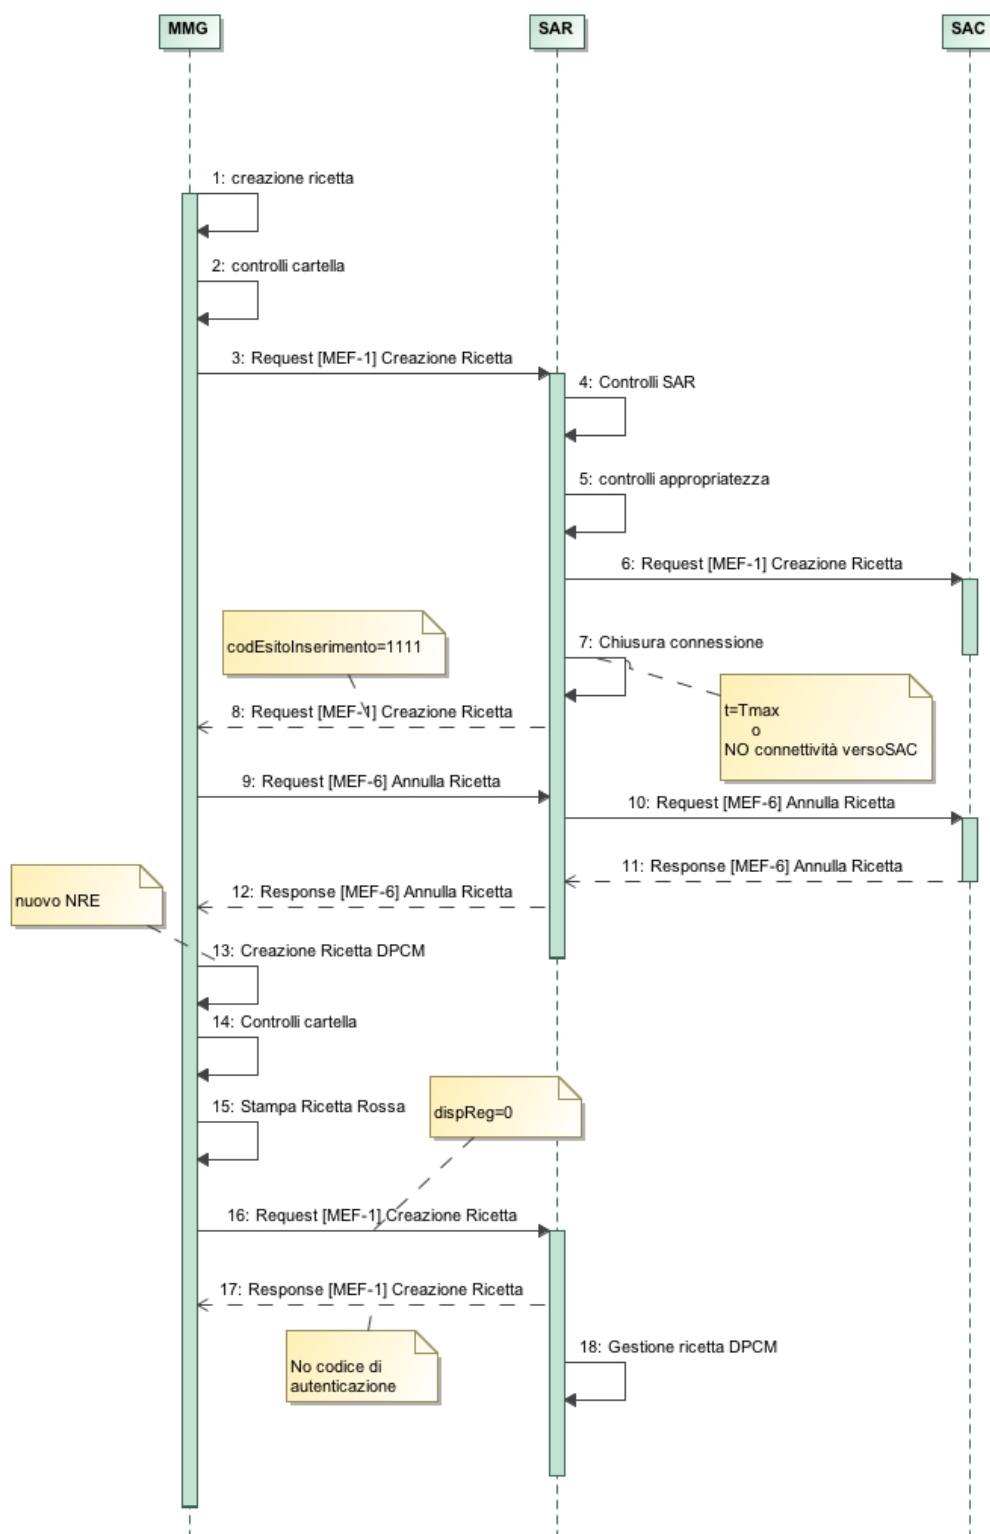 MMG
SAR
SAC
1: creazione ricetta
2: controlli cartella
3: Request [MEF-1] Creazione Ricetta
4: Controlli SAR
5: controlli appropriatezza
6: Request [MEF-1] Creazione Ricetta
codEsitoInserimento=1111
7: Chiusura connessione
t=Tmax
o
NO connettività versoSAC
8: Request [MEF-1] Creazione Ricetta
9: Request [MEF-6] Annulla Ricetta
10: Request [MEF-6] Annulla Ricetta
11: Response [MEF-6] Annulla Ricetta
12: Response [MEF-6] Annulla Ricetta
nuovo NRE
13: Creazione Ricetta DPCM
14: Controlli cartella
15: Stampa Ricetta Rossa
dispReg=0
16: Request [MEF-1] Creazione Ricetta
17: Response [MEF-1] Creazione Ricetta
No codice di
autenticazione
18: Gestione ricetta DPCM